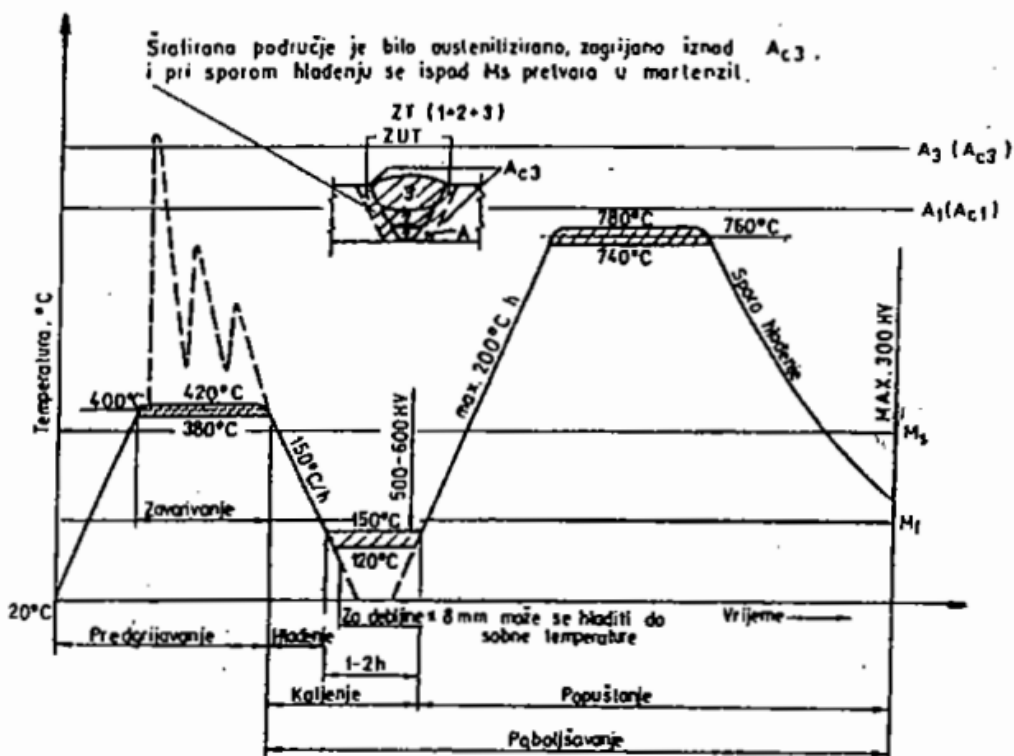 Šrafirana područje je bilo austenitizirano, zagrijano iznad Ac3,
i pri sporom hlađenju se ispod Ms pretvara u martenzit.
ZT (1+2+3)
ZUT
A3 (Ac3)
Ac3
3
A1(Ac1)
A
780°C
760°C
740°C
Temperatura, °C
max. 200°C h
Sporo hlađenje
MAX. 300 HV
400°C
420°C
380°C
Ms
150°C/h
500-600 HV
Zavarivanje
150°C
Mf
120°C
20°C
Za debljine ≤ 8 mm može se hladiti do
sobne temperature
Vrijeme
Predgrijavanje
Hlađenje
1-2h
Kaljenje
Popuštanje
Poboljšavanje